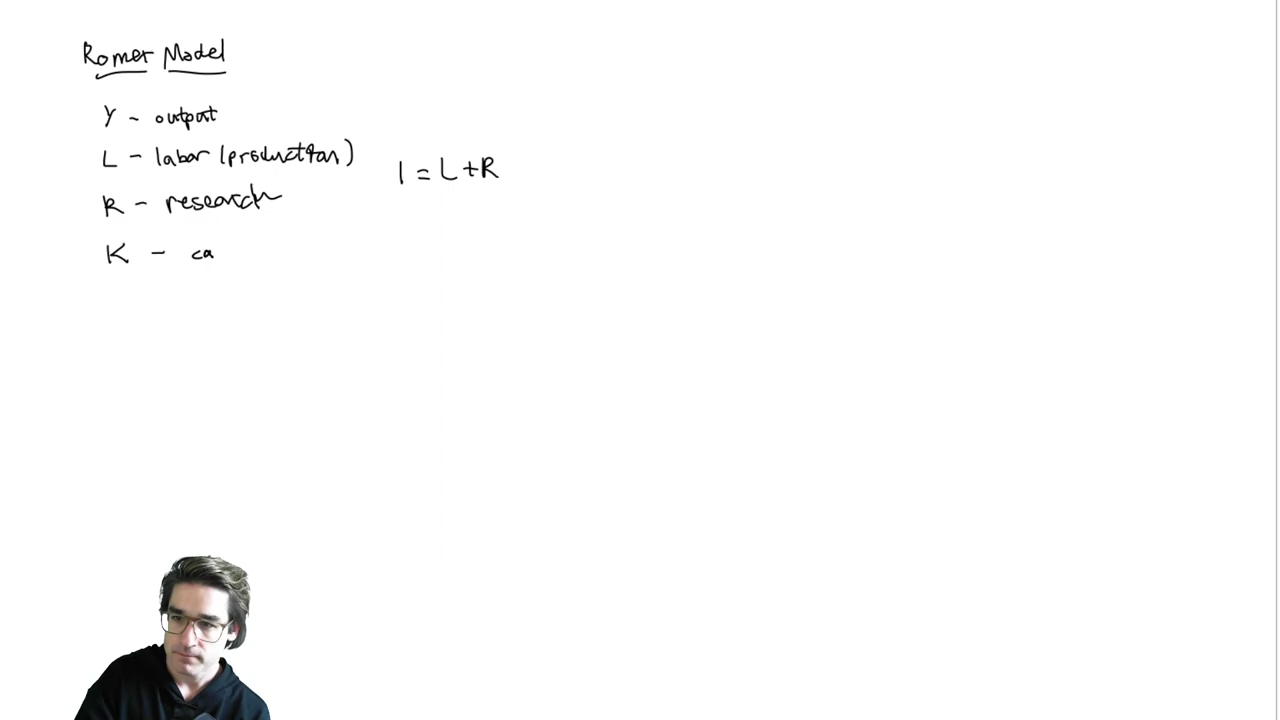 Romer Model
Y - output
L - labor (production)
1 = L + R
R - research
K - ca